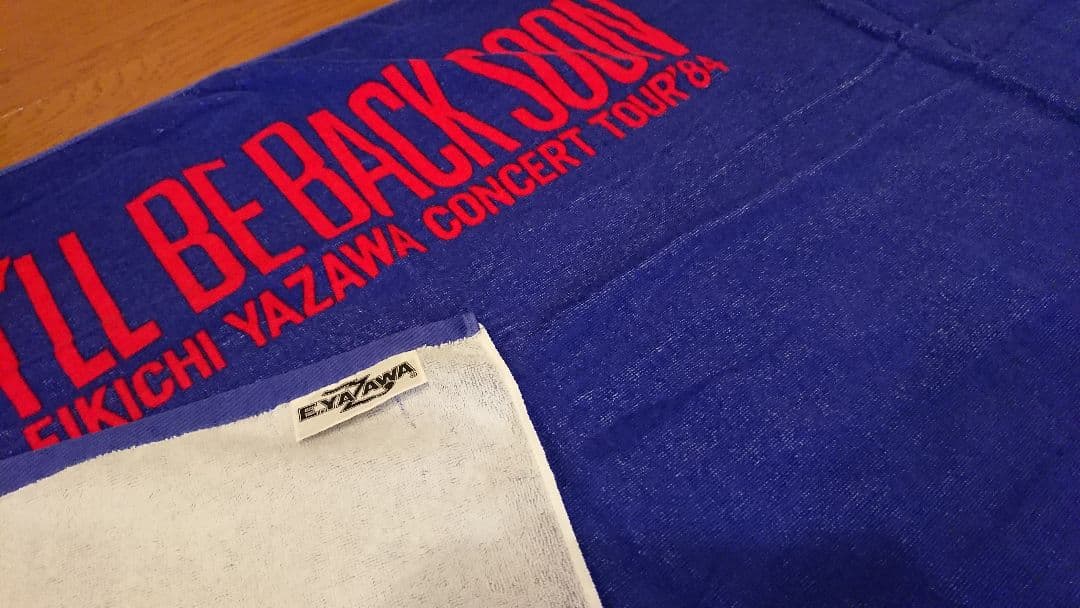 I'LL BE BACK SOON
EIKICHI YAZAWA CONCERT TOUR'84
E.YAZAWA